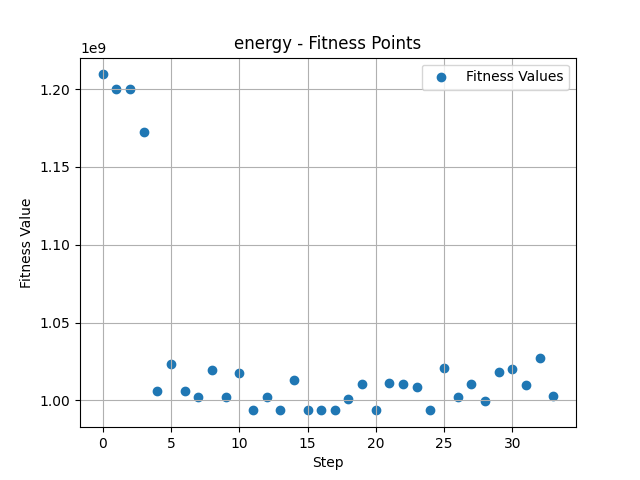 energy - Fitness Points
1e9
Fitness Values
1.20
1.15
1.10
1.05
1.00
Fitness Value
0 5 10 15 20 25 30
Step